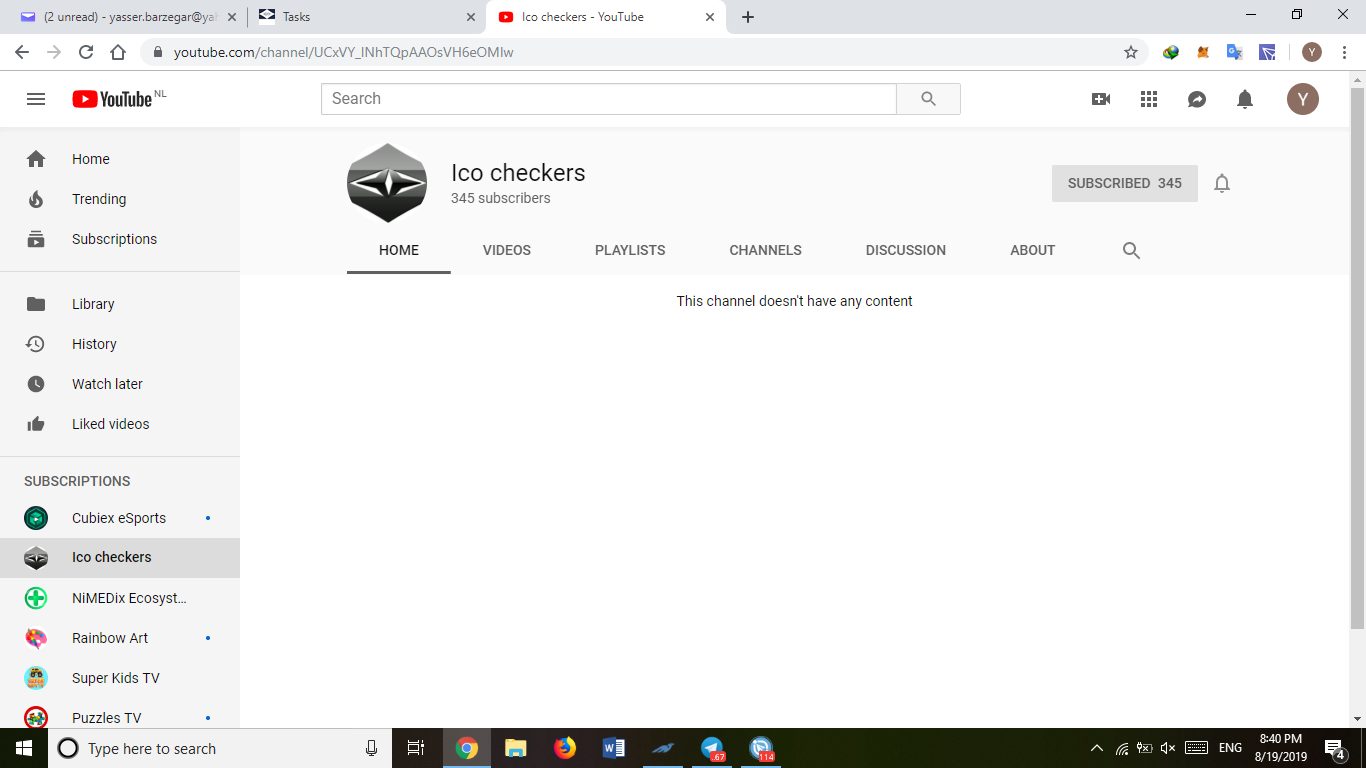 (2 unread) - yasser.barzegar@yah
Tasks
Ico checkers - YouTube
youtube.com/channel/UCxVY_INhTQpAAOsVH6eOMIw
Y
YouTube NL
Search
Y
Home
Trending
Subscriptions
Library
History
Watch later
Liked videos
SUBSCRIPTIONS
Cubiex eSports
Ico checkers
NiMEDix Ecosyst...
Rainbow Art
Super Kids TV
Puzzles TV
Ico checkers
345 subscribers
SUBSCRIBED 345
HOME VIDEOS PLAYLISTS CHANNELS DISCUSSION ABOUT
This channel doesn't have any content
Type here to search
W
67
114
ENG
8:40 PM
8/19/2019
4